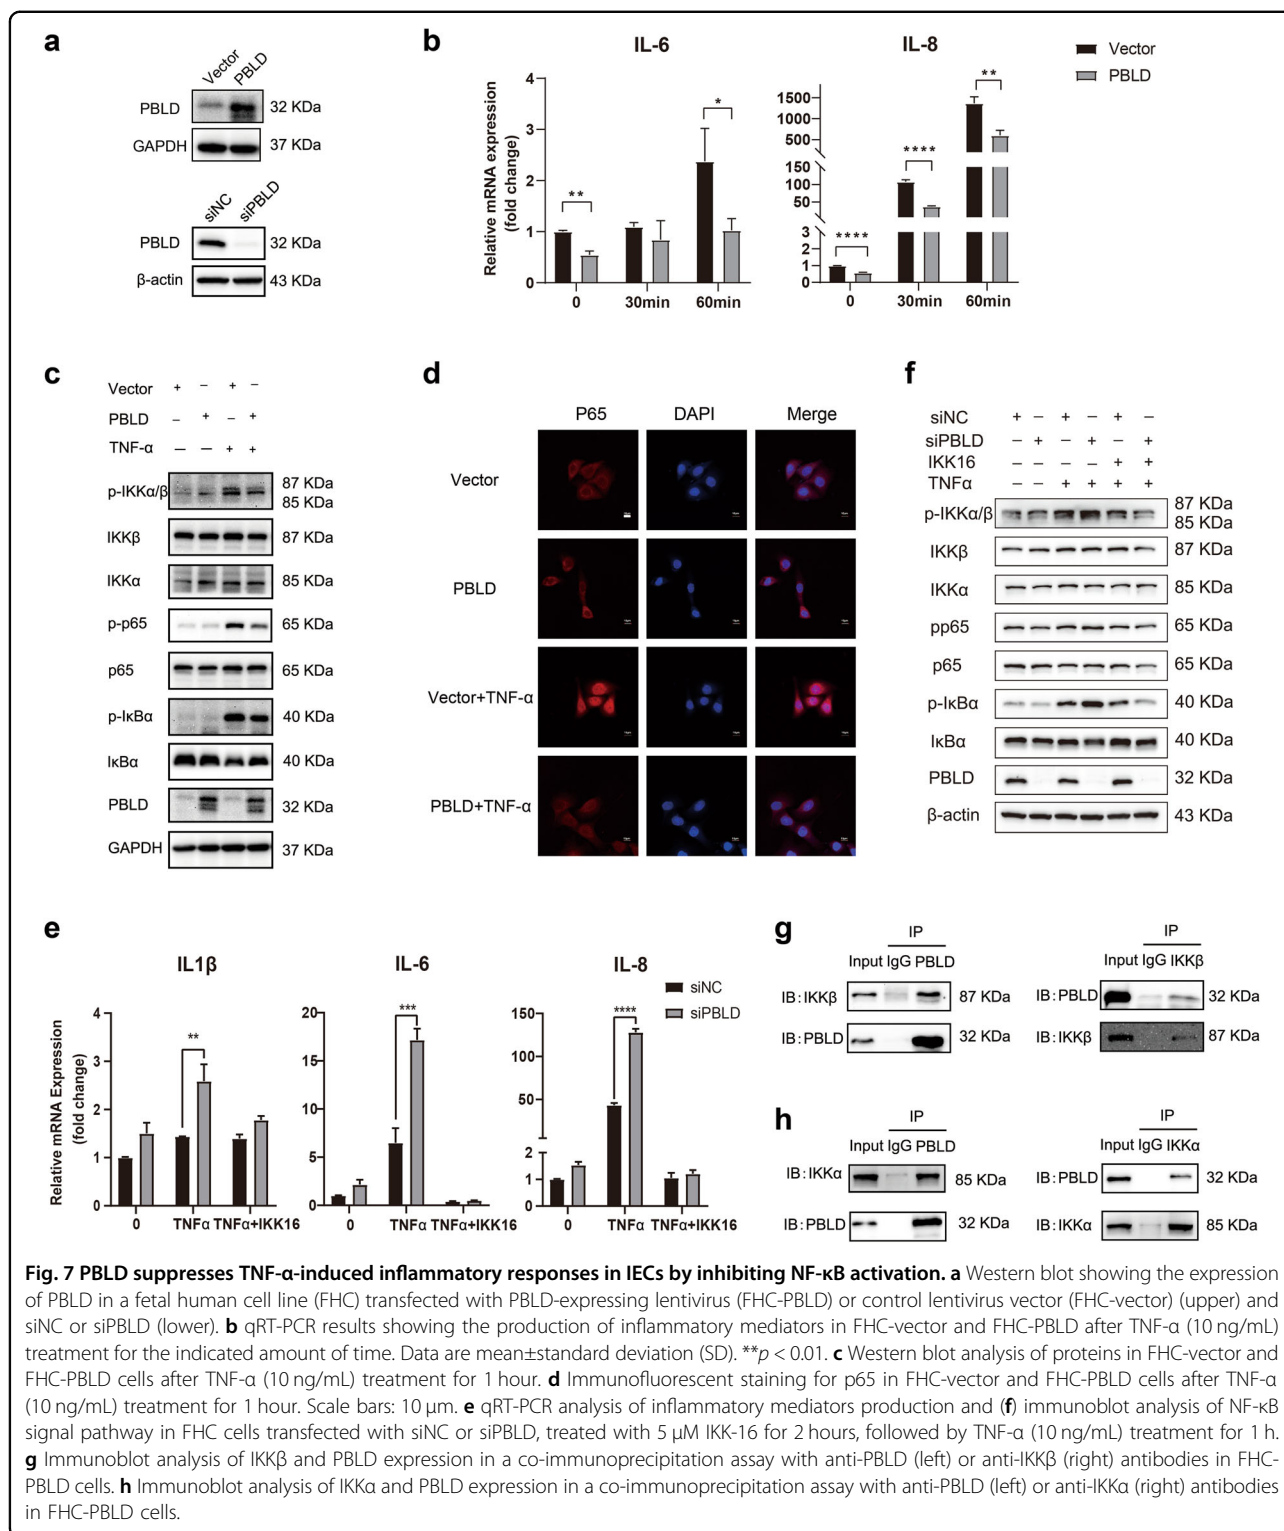 a
Vector PBLD
PBLD 32 KDa
GAPDH 37 KDa
siNC siPBLD
PBLD 32 KDa
β-actin 43 KDa
b
IL-6 IL-8
Vector
PBLD
Relative mRNA expression
(fold change)
4
3
2
1
0
** *
0 30min 60min
1500
1000
500
150
100
50
3
2
1
0
**** **** **
0 30min 60min
c
Vector + – + –
PBLD – + – +
TNF-α — — + +
p-IKKα/β 87 KDa
85 KDa
IKKβ 87 KDa
IKKα 85 KDa
p-p65 65 KDa
p65 65 KDa
p-IκBα 40 KDa
IκBα 40 KDa
PBLD 32 KDa
GAPDH 37 KDa
d
P65 DAPI Merge
Vector
PBLD
Vector+TNF-α
PBLD+TNF-α
f
siNC + – + – + –
siPBLD – + – + – +
IKK16 – – – – + +
TNFα – – + + + +
p-IKKα/β 87 KDa
85 KDa
IKKβ 87 KDa
IKKα 85 KDa
pp65 65 KDa
p65 65 KDa
p-IκBα 40 KDa
IκBα 40 KDa
PBLD 32 KDa
β-actin 43 KDa
e
IL1β IL-6 IL-8
siNC
siPBLD
Relative mRNA Expression
(fold change)
4
3
2
1
0
**
0 TNFα TNFα+IKK16
20
15
10
5
0
***
0 TNFα TNFα+IKK16
150
100
50
2
1
0
****
0 TNFα TNFα+IKK16
g
IP
Input IgG PBLD
IB:IKKβ 87 KDa
IB:PBLD 32 KDa
IP
Input IgG IKKβ
IB:PBLD 32 KDa
IB:IKKβ 87 KDa
h
IP
Input IgG PBLD
IB:IKKα 85 KDa
IB:PBLD 32 KDa
IP
Input IgG IKKα
IB:PBLD 32 KDa
IB:IKKα 85 KDa
Fig. 7 PBLD suppresses TNF-α-induced inflammatory responses in IECs by inhibiting NF-κB activation. a Western blot showing the expression
of PBLD in a fetal human cell line (FHC) transfected with PBLD-expressing lentivirus (FHC-PBLD) or control lentivirus vector (FHC-vector) (upper) and
siNC or siPBLD (lower). b qRT-PCR results showing the production of inflammatory mediators in FHC-vector and FHC-PBLD after TNF-α (10 ng/mL)
treatment for the indicated amount of time. Data are mean±standard deviation (SD). **p < 0.01. c Western blot analysis of proteins in FHC-vector and
FHC-PBLD cells after TNF-α (10 ng/mL) treatment for 1 hour. d Immunofluorescent staining for p65 in FHC-vector and FHC-PBLD cells after TNF-α
(10 ng/mL) treatment for 1 hour. Scale bars: 10 μm. e qRT-PCR analysis of inflammatory mediators production and (f) immunoblot analysis of NF-κB
signal pathway in FHC cells transfected with siNC or siPBLD, treated with 5 μM IKK-16 for 2 hours, followed by TNF-α (10 ng/mL) treatment for 1 h.
g Immunoblot analysis of IKKβ and PBLD expression in a co-immunoprecipitation assay with anti-PBLD (left) or anti-IKKβ (right) antibodies in FHC-
PBLD cells. h Immunoblot analysis of IKKα and PBLD expression in a co-immunoprecipitation assay with anti-PBLD (left) or anti-IKKα (right) antibodies
in FHC-PBLD cells.